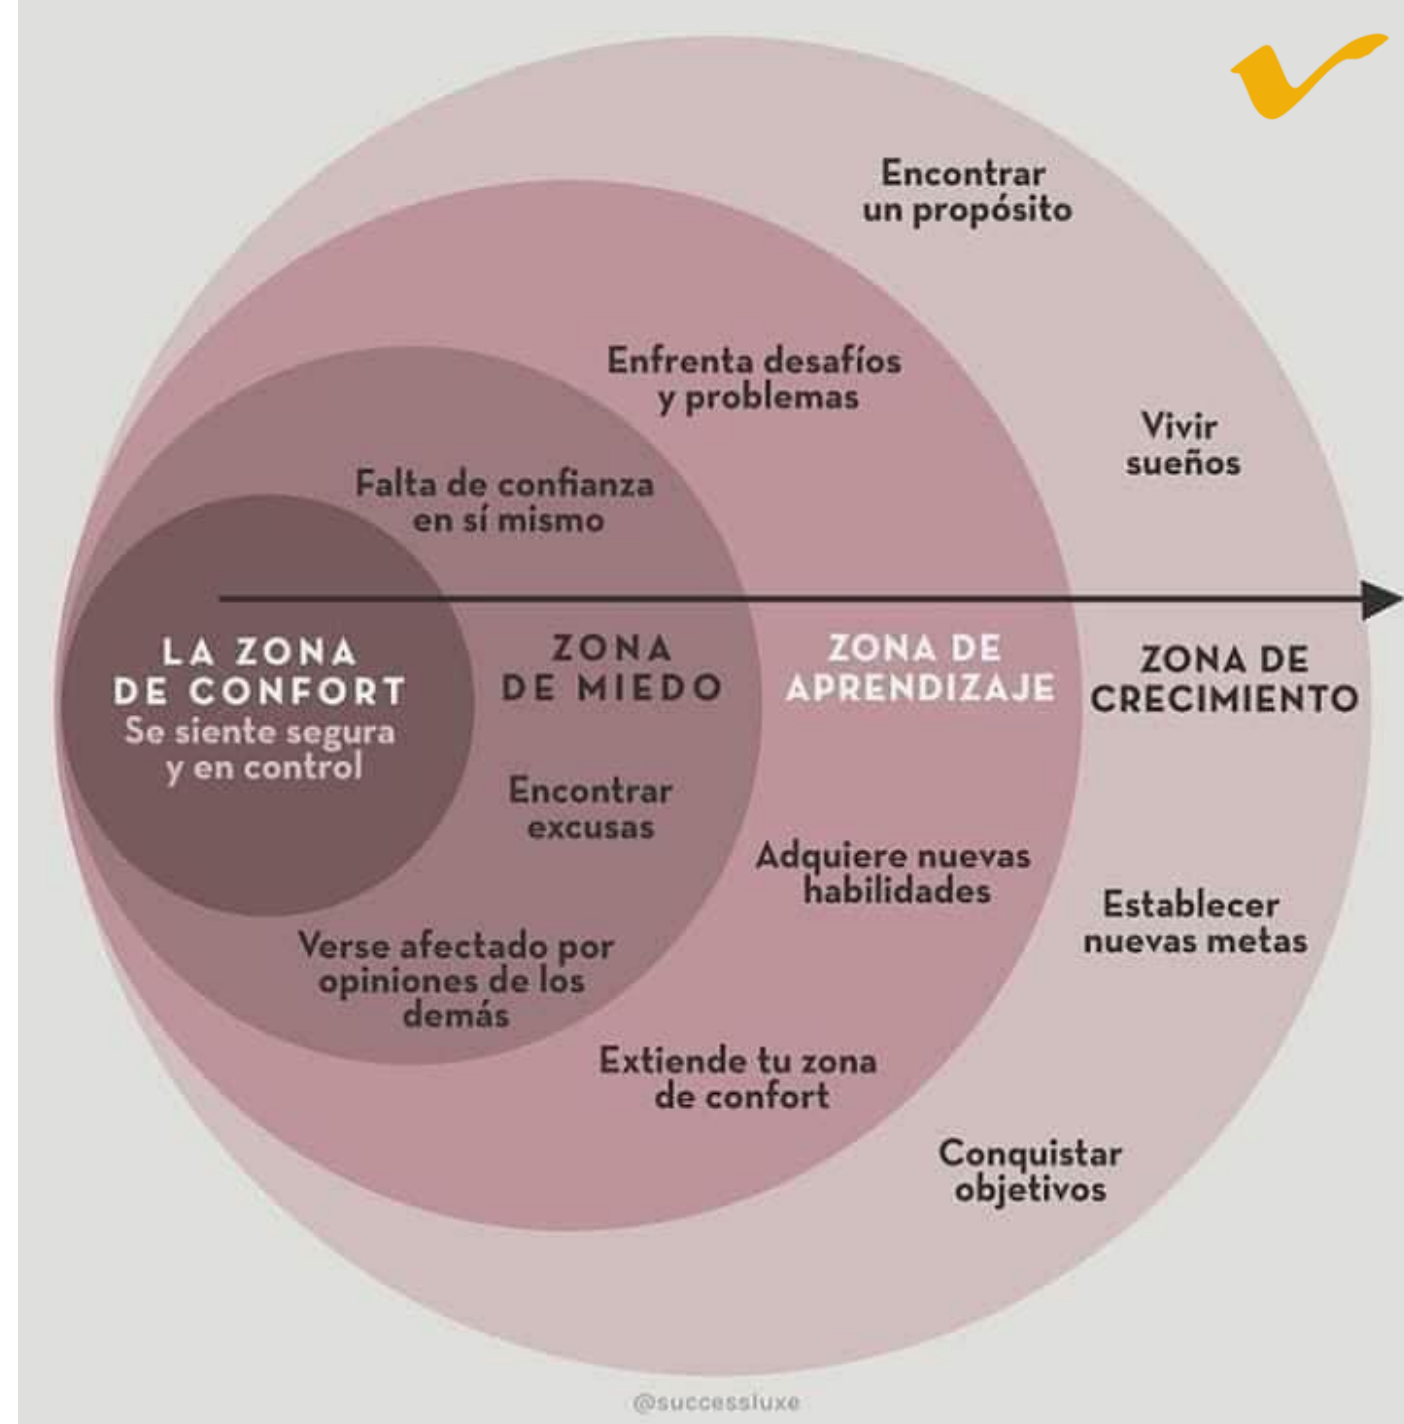 Encontrar
un propósito
Enfrenta desafíos
y problemas
Vivir
sueños
Falta de confianza
en sí mismo
LA ZONA
DE CONFORT
Se siente segura
y en control
ZONA
DE MIEDO
ZONA DE
APRENDIZAJE
ZONA DE
CRECIMIENTO
Encontrar
excusas
Adquiere nuevas
habilidades
Establecer
nuevas metas
Verse afectado por
opiniones de los
demás
Extiende tu zona
de confort
Conquistar
objetivos
@successluxe